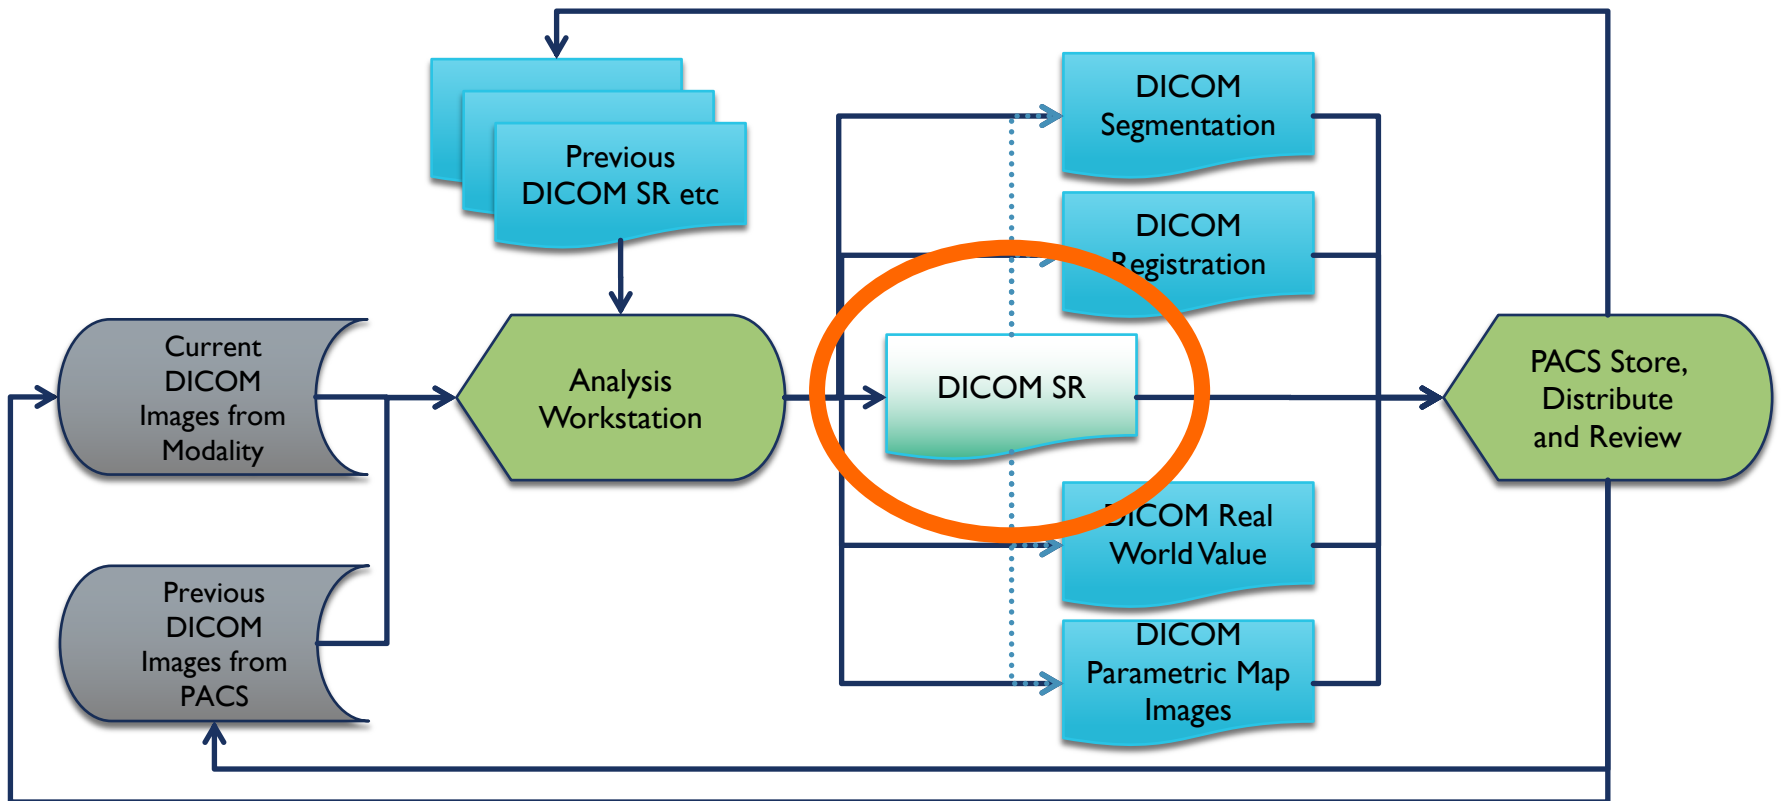 Previous
DICOM SR etc
DICOM
Segmentation
DICOM
Registration
Current
DICOM
Images from
Modality
Analysis
Workstation
DICOM SR
PACS Store,
Distribute
and Review
DICOM Real
World Value
Previous
DICOM
Images from
PACS
DICOM
Parametric Map
Images